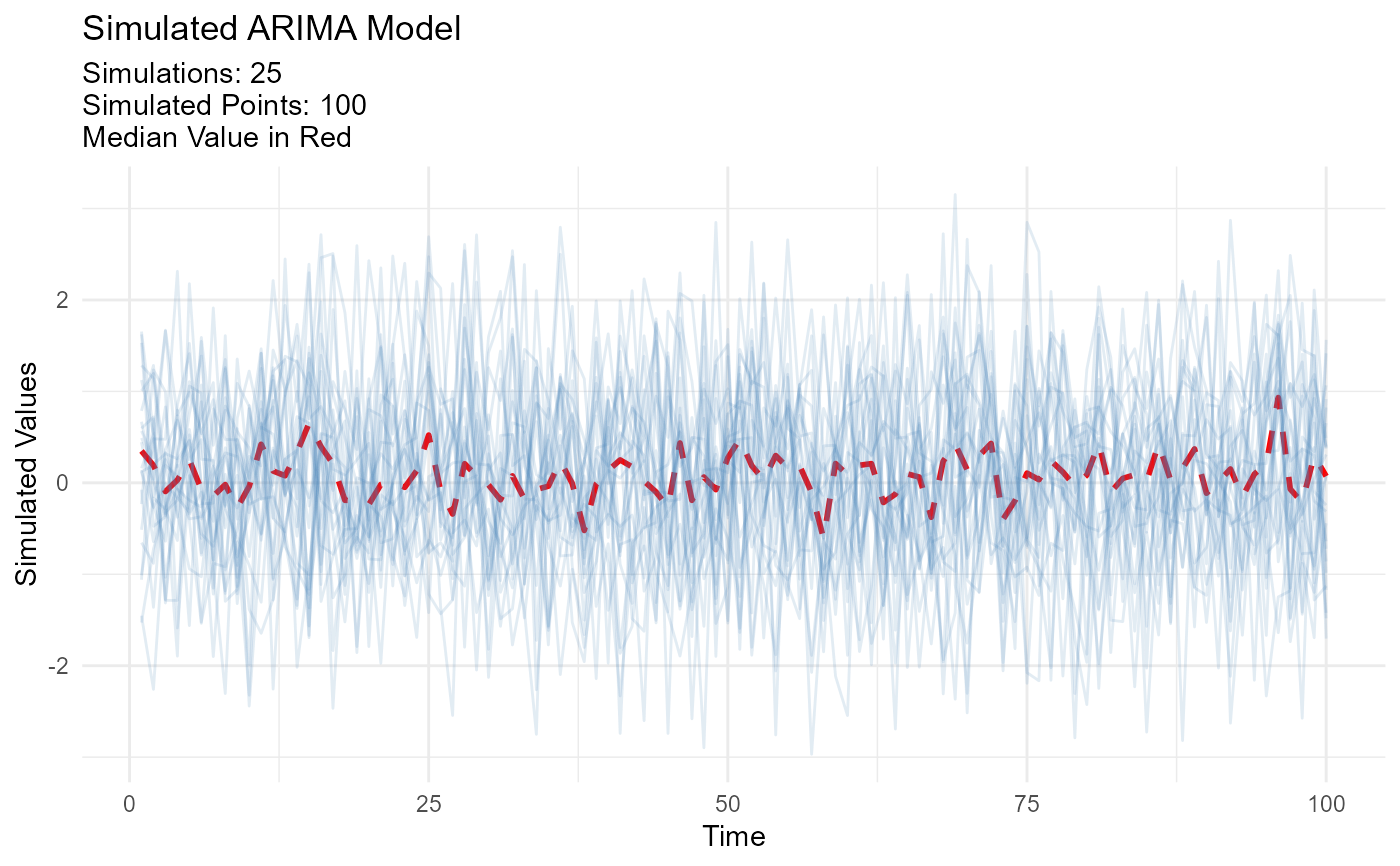 Simulated ARIMA Model
Simulations: 25
Simulated Points: 100
Median Value in Red
Simulated Values
2
0
-2
0
25
50
75
100
Time